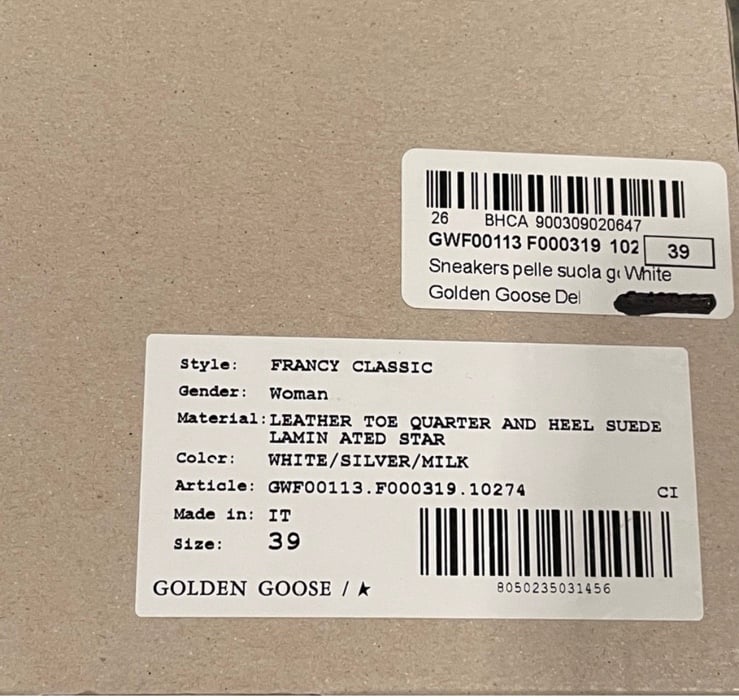 26 BHCA 900309020647
GWF00113 F000319 102 39
Sneakers pelle suola g White
Golden Goose De
Style: FRANCY CLASSIC
Gender: Woman
Material: LEATHER TOE QUARTER AND HEEL SUEDE
LAMIN ATED STAR
Color: WHITE/SILVER/MILK
Article: GWF00113.F000319.10274 CI
Made in: IT
Size: 39
8050235031456
GOLDEN GOOSE / ★